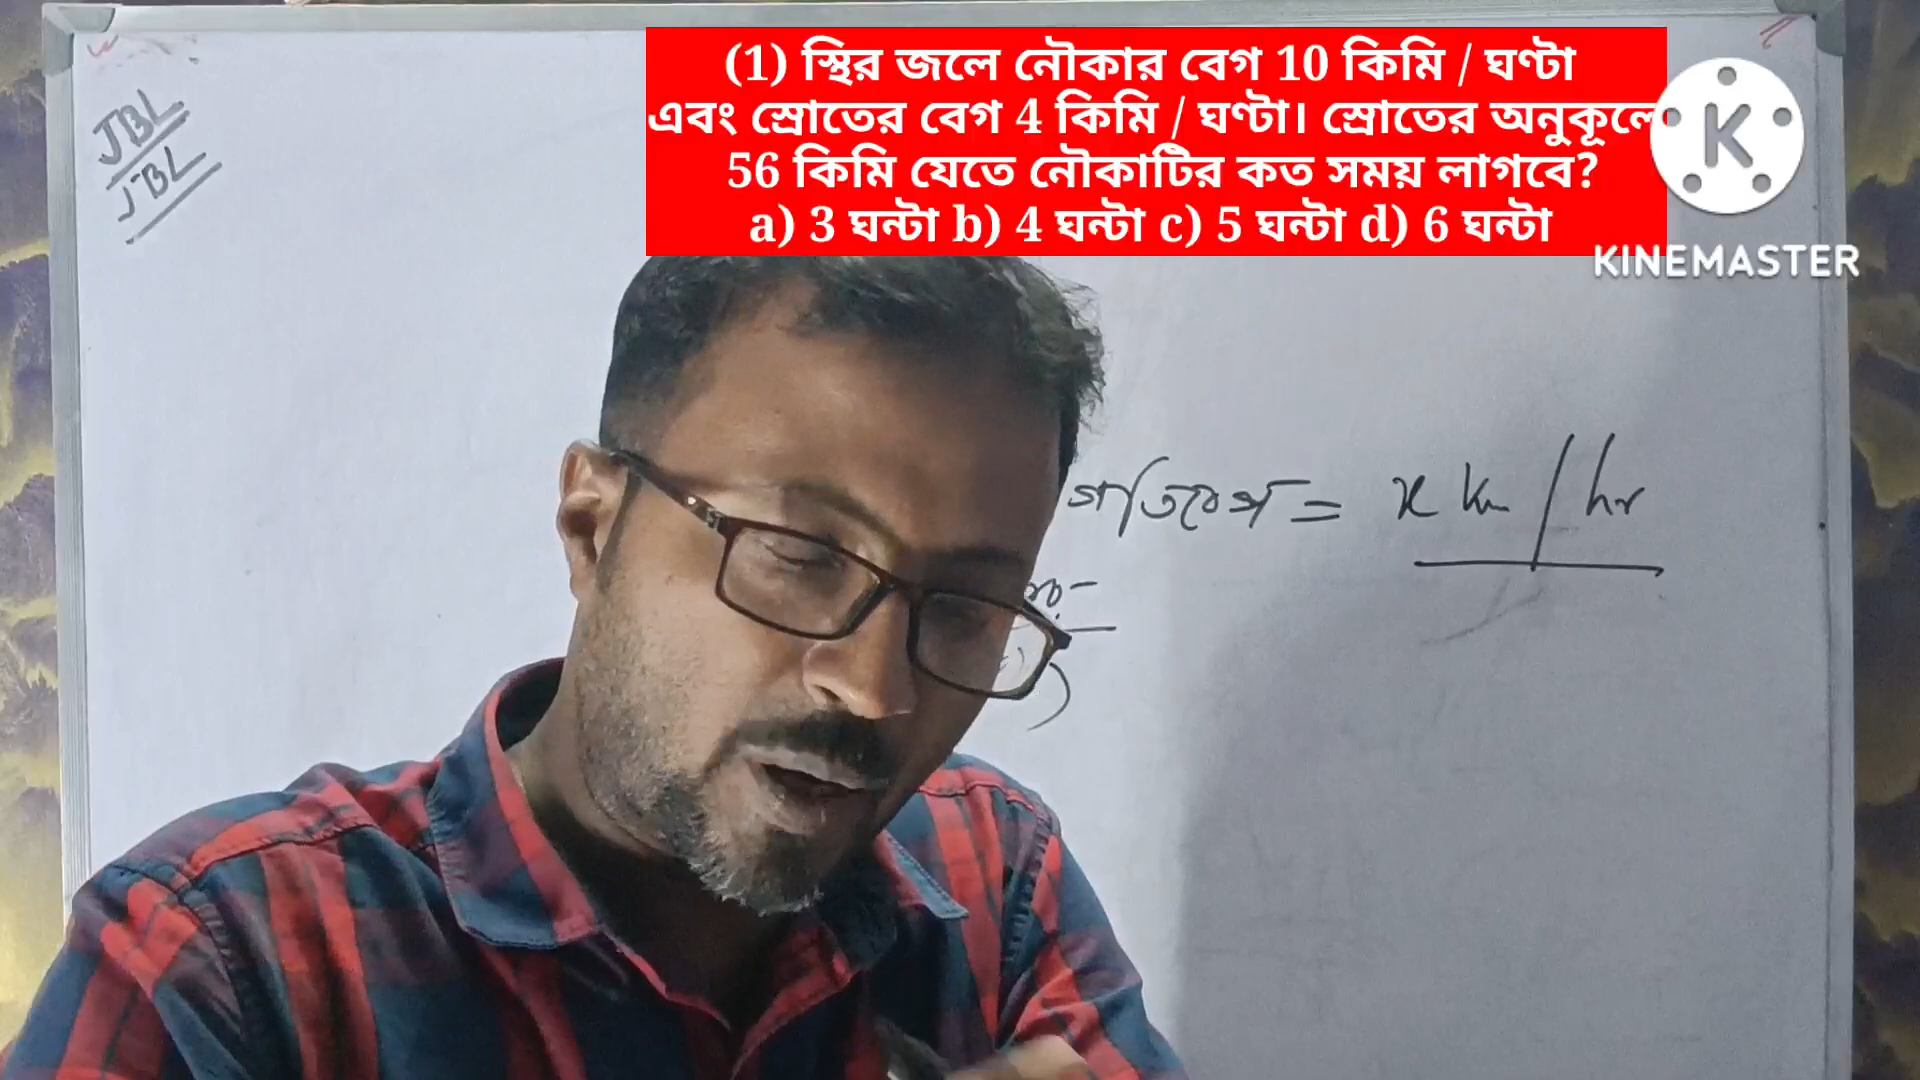 (1) স্থির জলে নৌকার বেগ 10 কিমি / ঘণ্টা
এবং স্রোতের বেগ 4 কিমি / ঘণ্টা। স্রোতের অনুকূলে
56 কিমি যেতে নৌকাটির কত সময় লাগবে?
a) 3 ঘন্টা b) 4 ঘন্টা c) 5 ঘন্টা d) 6 ঘন্টা
K
KINEMASTER
JBL
JBL
গতিবেগ = x km / hr